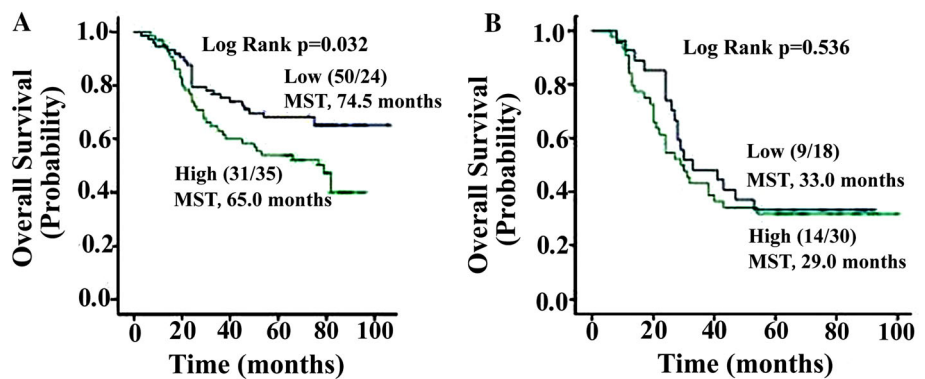 A
Log Rank p=0.032
Low (50/24)
MST, 74.5 months
High (31/35)
MST, 65.0 months
Overall Survival
(Probability)
1.0
0.8
0.6
0.4
0.2
0.0
0 20 40 60 80 100
Time (months)
B
Log Rank p=0.536
Low (9/18)
MST, 33.0 months
High (14/30)
MST, 29.0 months
Overall Survival
(Probability)
1.0
0.8
0.6
0.4
0.2
0.0
0 20 40 60 80 100
Time (months)